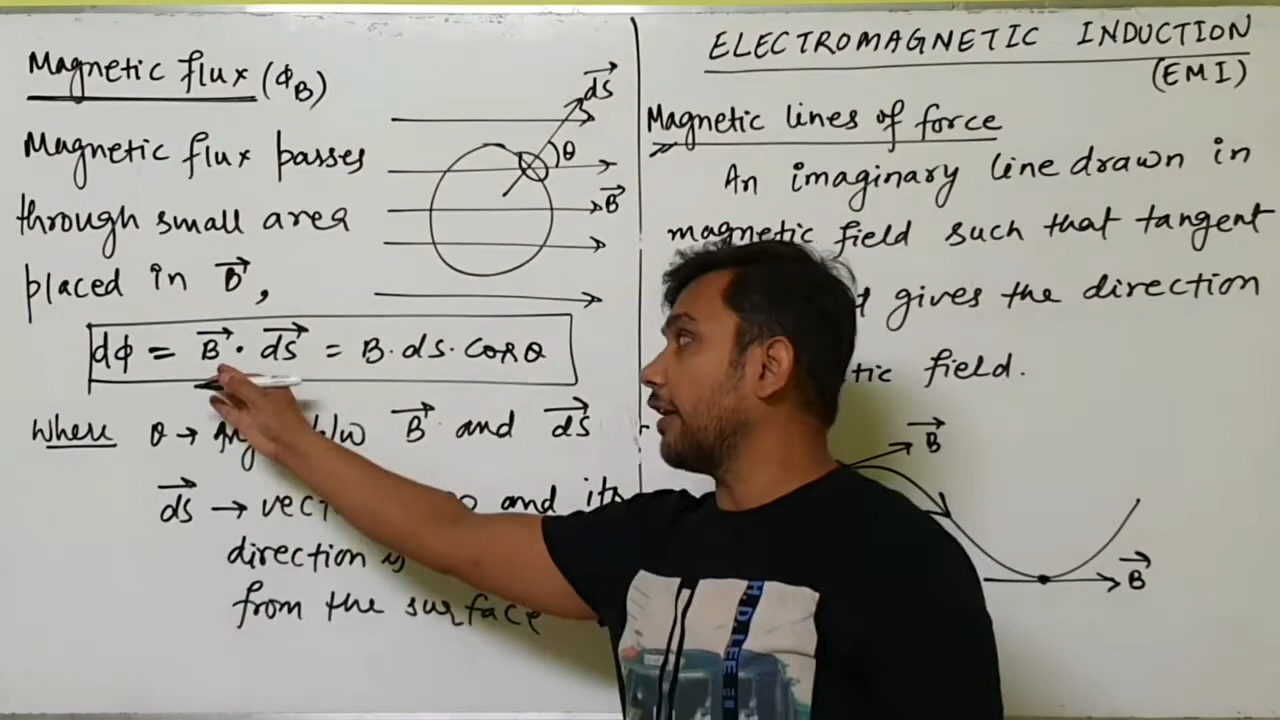 Magnetic flux (ϕB)
Magnetic flux passes
through small area
placed in B⃗,
dϕ = B⃗ · ds⃗ = B·ds·cosθ
where θ → b/w B⃗ and ds⃗
ds⃗ → and its
direction is
from the surface
ds⃗
θ
B⃗
ELECTROMAGNETIC INDUCTION
(EMI)
Magnetic lines of force
An imaginary line drawn in
magnetic field such that tangent
gives the direction
field.
B⃗
B⃗
H.D.LEE